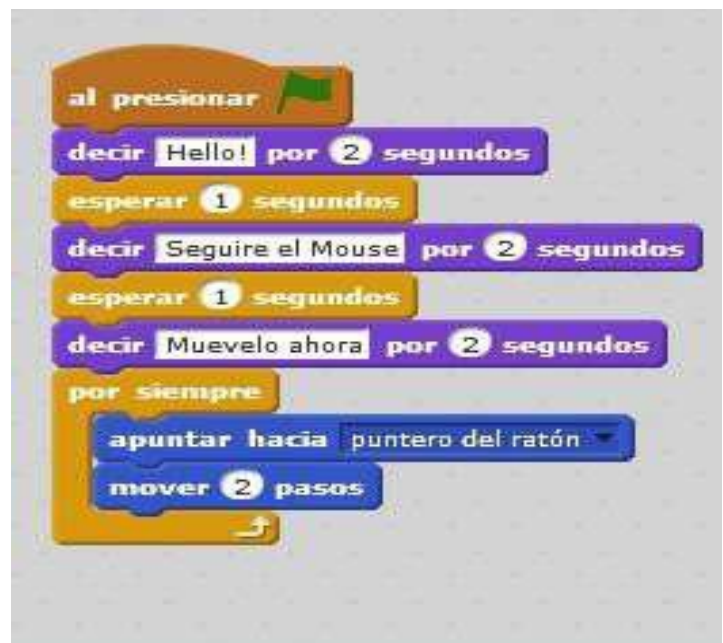 al presionar
decir Hello! por 2 segundos
esperar 1 segundos
decir Seguire el Mouse por 2 segundos
esperar 1 segundos
decir Muevelo ahora por 2 segundos
por siempre
apuntar hacia puntero del ratón
mover 2 pasos